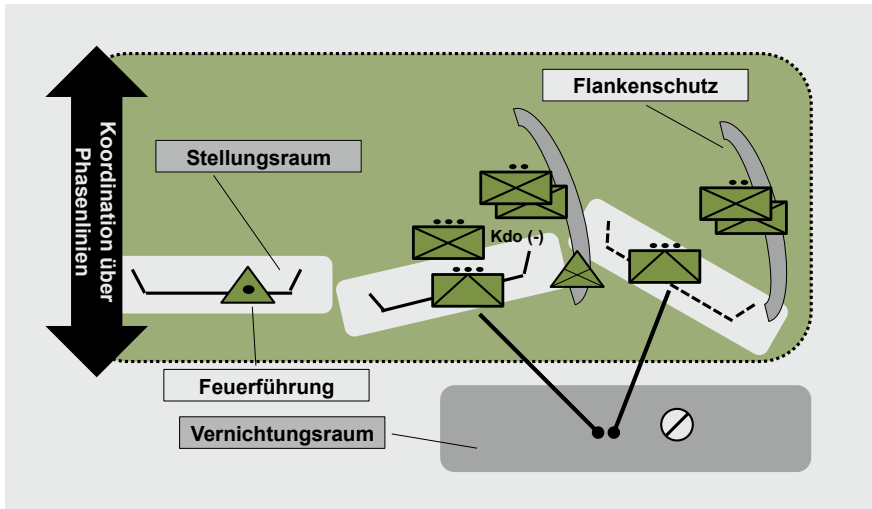 Koordination über
Phasenlinien
Flankenschutz
Stellungsraum
Kdo (-)
Feuerführung
Vernichtungsraum